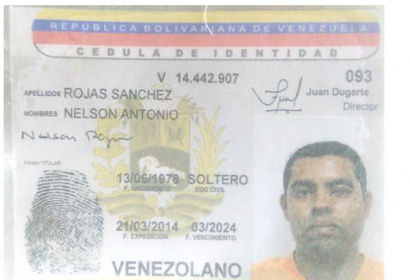 REPUBLICA BOLIVARIANA DE VENEZUELA
CEDULA DE IDENTIDAD
V 14.442.907 093
APELLIDOS ROJAS SANCHEZ Juan Dugarte
Director
NOMBRES NELSON ANTONIO
Nelson Rojas
FIRMA TITULAR
13/06/1978 SOLTERO
F. NACIMIENTO EDO CIVIL
21/03/2014 03/2024
F. EXPEDICION F. VENCIMIENTO
VENEZOLANO